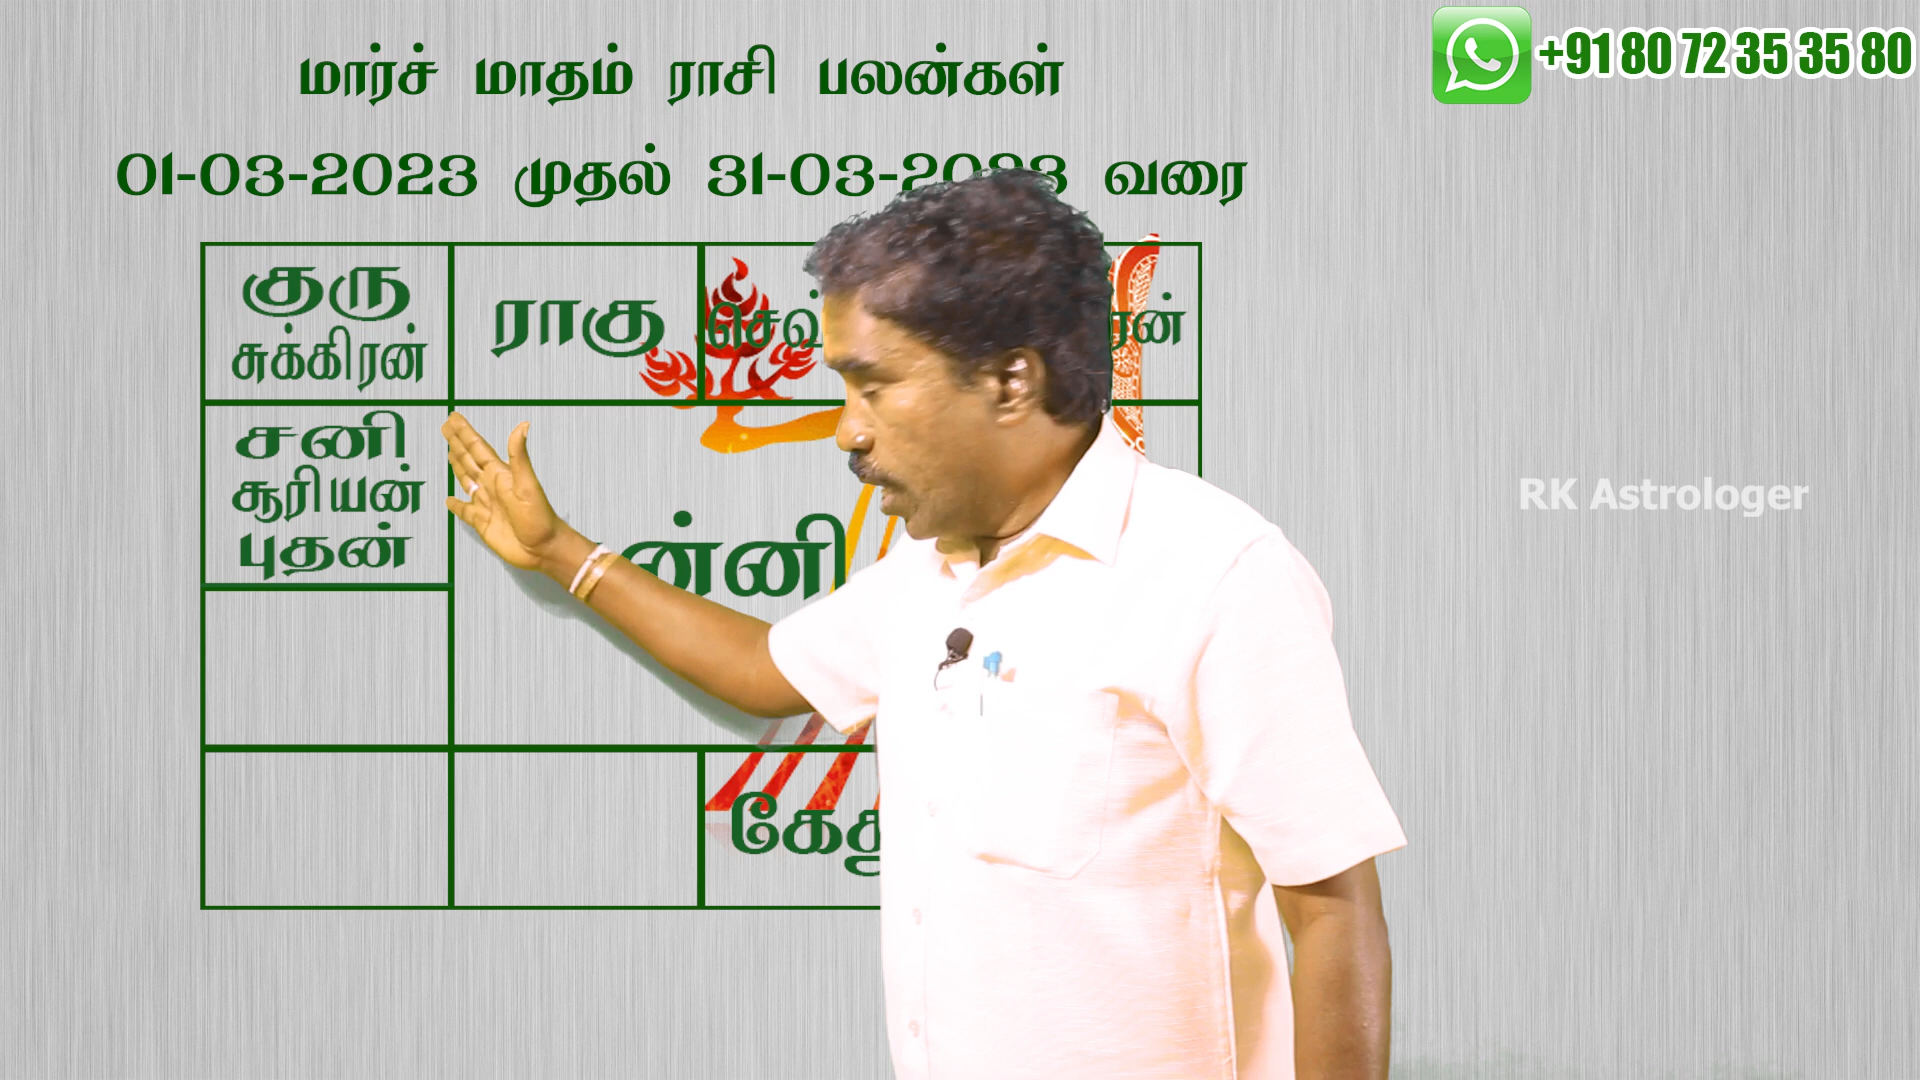 மார்ச் மாதம் ராசி பலன்கள்
+91 80 72 35 35 80
01-03-2023 முதல் 31-03-2023 வரை
குரு
சுக்கிரன்
ராகு
சனி
சூரியன்
புதன்
RK Astrologer